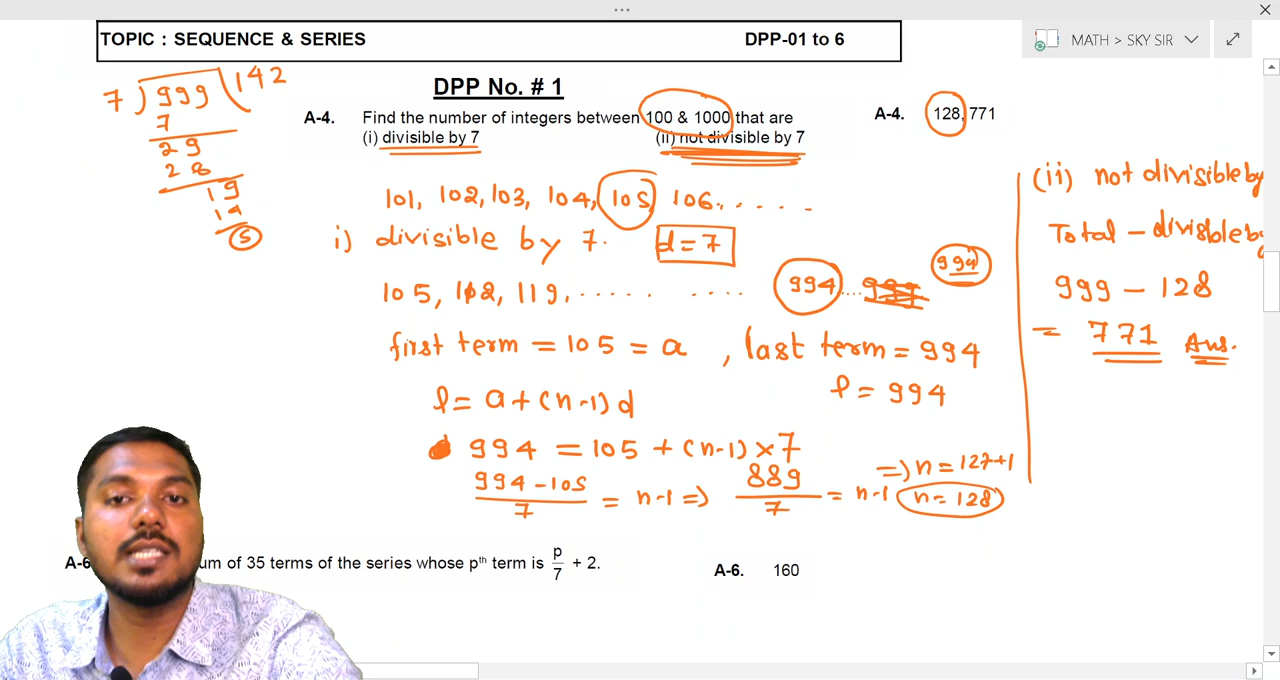 MATH > SKY SIR
TOPIC : SEQUENCE & SERIES DPP-01 to 6
DPP No. # 1
7 ) 999 ( 142
7
29
28
19
14
5
A-4. Find the number of integers between 100 & 1000 that are
(i) divisible by 7 (ii) not divisible by 7
A-4. 128, 771
101, 102, 103, 104, 105, 106, . . . . .
i) divisible by 7. d = 7
994
105, 112, 119, . . . . . . . . . . 994 . . . 999
first term = 105 = a , last term = 994
l = a + (n-1) d l = 994
994 = 105 + (n-1) × 7
994 - 105 / 7 = n-1 => 889 / 7 = n-1
=) n = 127+1
n = 128
(ii) not divisible by
Total - divisible by
999 - 128
= 771 Ans.
A-6 um of 35 terms of the series whose pth term is p/7 + 2.
A-6. 160